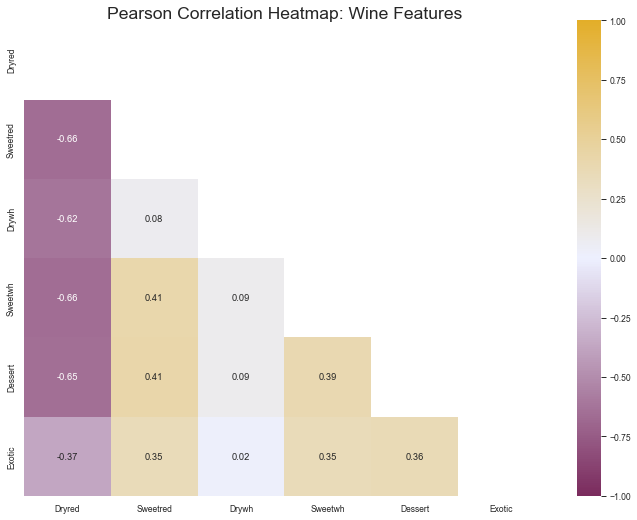 Pearson Correlation Heatmap: Wine Features
Dryred
Sweetred
-0.66
Drywh
-0.62 0.08
Sweetwh
-0.66 0.41 0.09
Dessert
-0.65 0.41 0.09 0.39
Exotic
-0.37 0.35 0.02 0.35 0.36
Dryred Sweetred Drywh Sweetwh Dessert Exotic
1.00
0.75
0.50
0.25
0.00
−0.25
−0.50
−0.75
−1.00